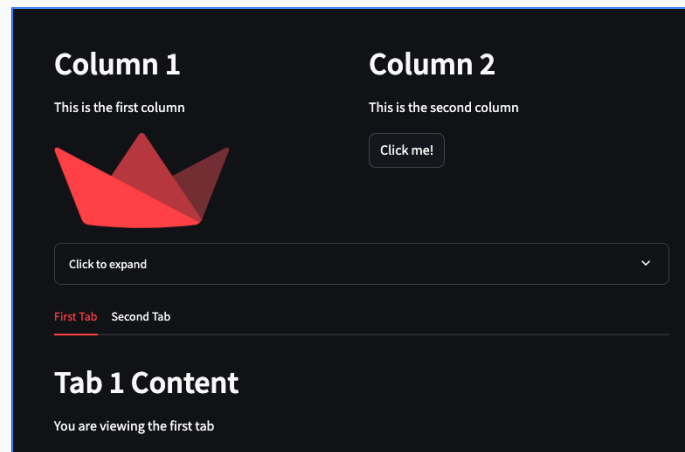 Column 1
This is the first column
Column 2
This is the second column
Click me!
Click to expand
First Tab
Second Tab
Tab 1 Content
You are viewing the first tab